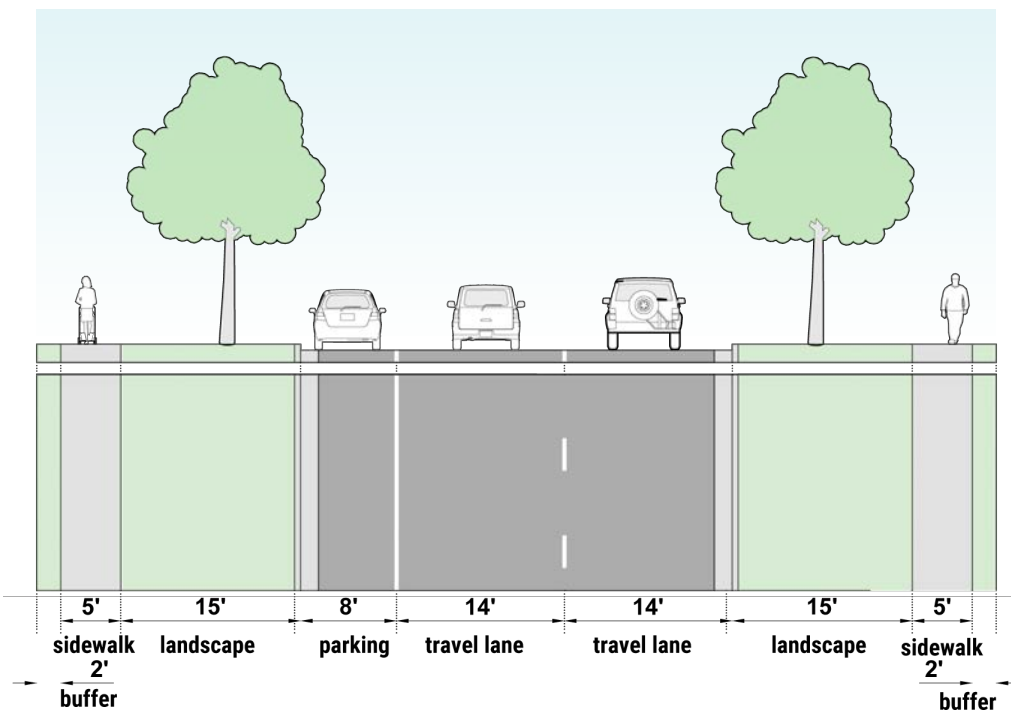 5' 15' 8' 14' 14' 15' 5'
sidewalk landscape parking travel lane travel lane landscape sidewalk
2' 2'
buffer buffer